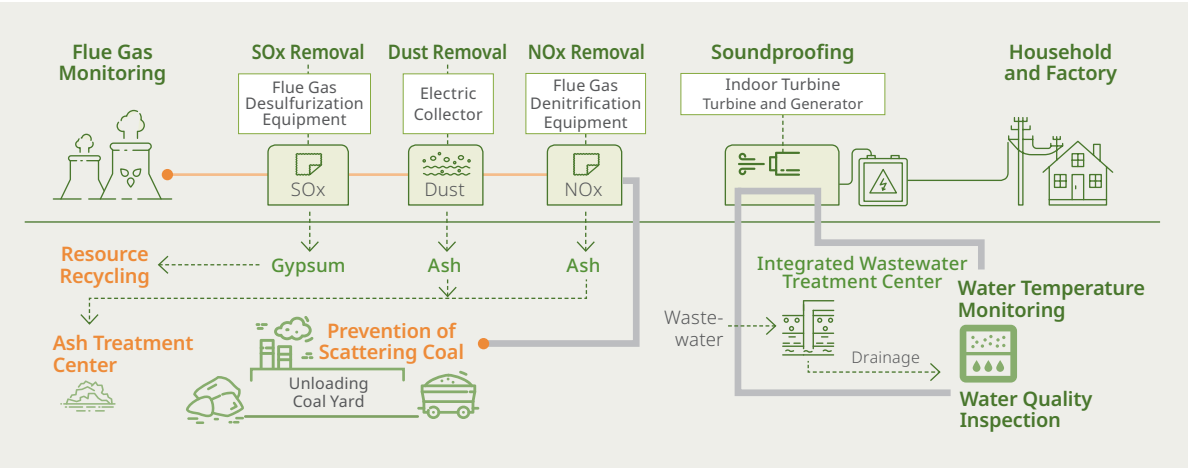 Flue Gas
Monitoring
SOx Removal
Flue Gas
Desulfurization
Equipment
SOx
Dust Removal
Electric
Collector
Dust
NOx Removal
Flue Gas
Denitrification
Equipment
NOx
Soundproofing
Indoor Turbine
Turbine and Generator
Household
and Factory
Resource
Recycling
Gypsum
Ash
Ash
Ash Treatment
Center
Prevention of
Scattering Coal
Unloading
Coal Yard
Integrated Wastewater
Treatment Center
Waste-
water
Drainage
Water Temperature
Monitoring
Water Quality
Inspection